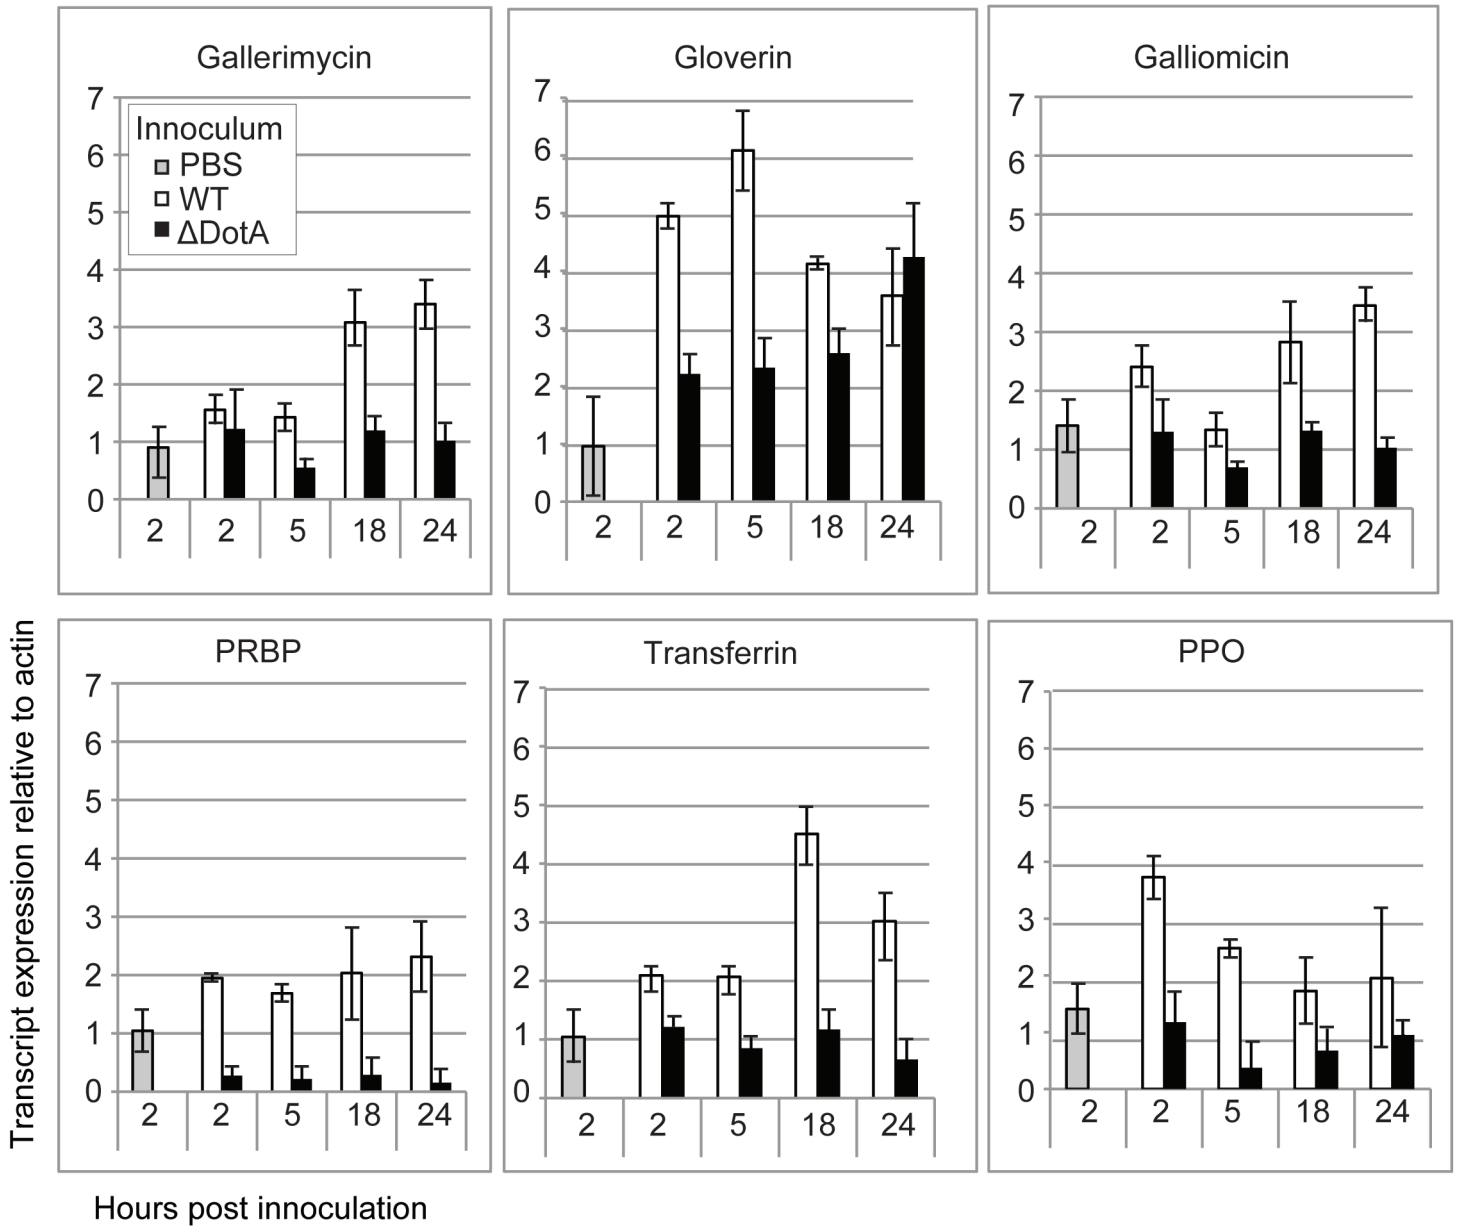 Gallerimycin
7
6
5
4
3
2
1
0
Innoculum
PBS
WT
ΔDotA
2 2 5 18 24
Gloverin
7
6
5
4
3
2
1
0
2 2 5 18 24
Galliomicin
7
6
5
4
3
2
1
0
2 2 5 18 24
Transcript expression relative to actin
PRBP
7
6
5
4
3
2
1
0
2 2 5 18 24
Transferrin
7
6
5
4
3
2
1
0
2 2 5 18 24
PPO
7
6
5
4
3
2
1
0
2 2 5 18 24
Hours post innoculation